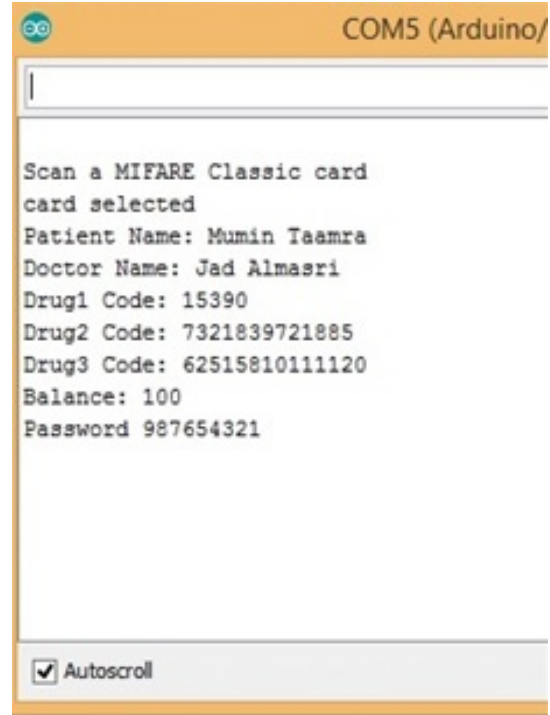 COM5 (Arduino/
Scan a MIFARE Classic card
card selected
Patient Name: Mumin Taamra
Doctor Name: Jad Almasri
Drug1 Code: 15390
Drug2 Code: 7321839721885
Drug3 Code: 62515810111120
Balance: 100
Password 987654321
Autoscroll